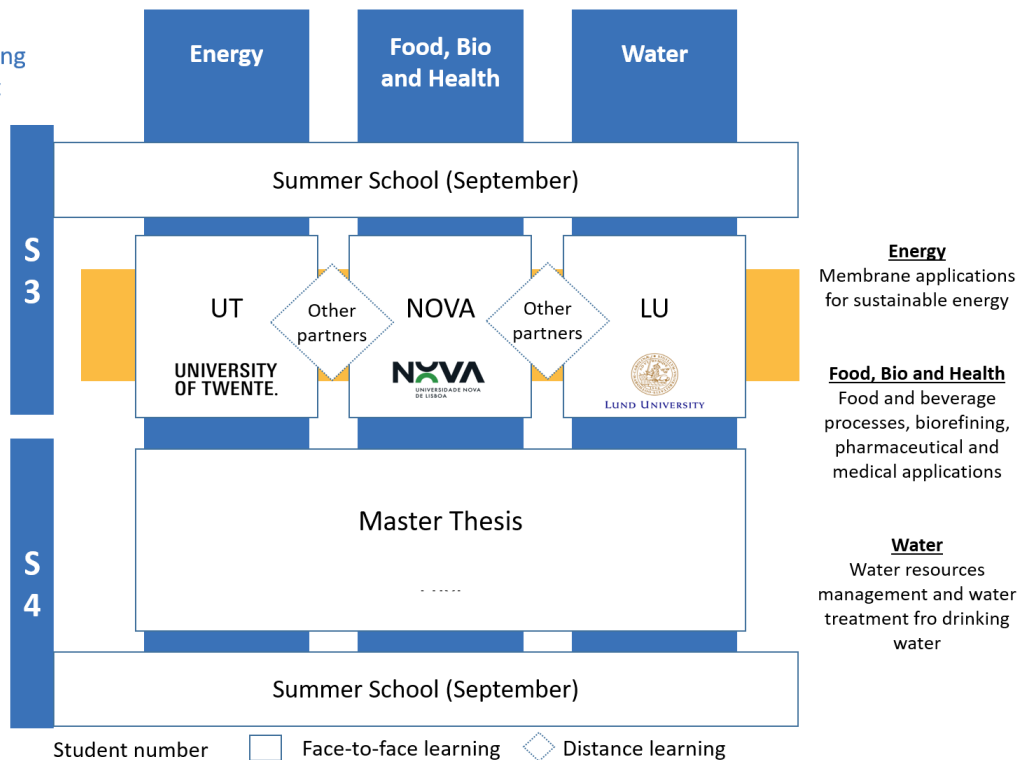 ng
Energy
Food, Bio
and Health
Water
Summer School (September)
S
3
UT
UNIVERSITY
OF TWENTE.
Other
partners
NOVA
NOVA
UNIVERSIDADE NOVA
DE LISBOA
Other
partners
LU
LUND UNIVERSITY
Energy
Membrane applications
for sustainable energy
Food, Bio and Health
Food and beverage
processes, biorefining,
pharmaceutical and
medical applications
Water
Water resources
management and water
treatment fro drinking
water
S
4
Master Thesis
Summer School (September)
Student number
Face-to-face learning
Distance learning